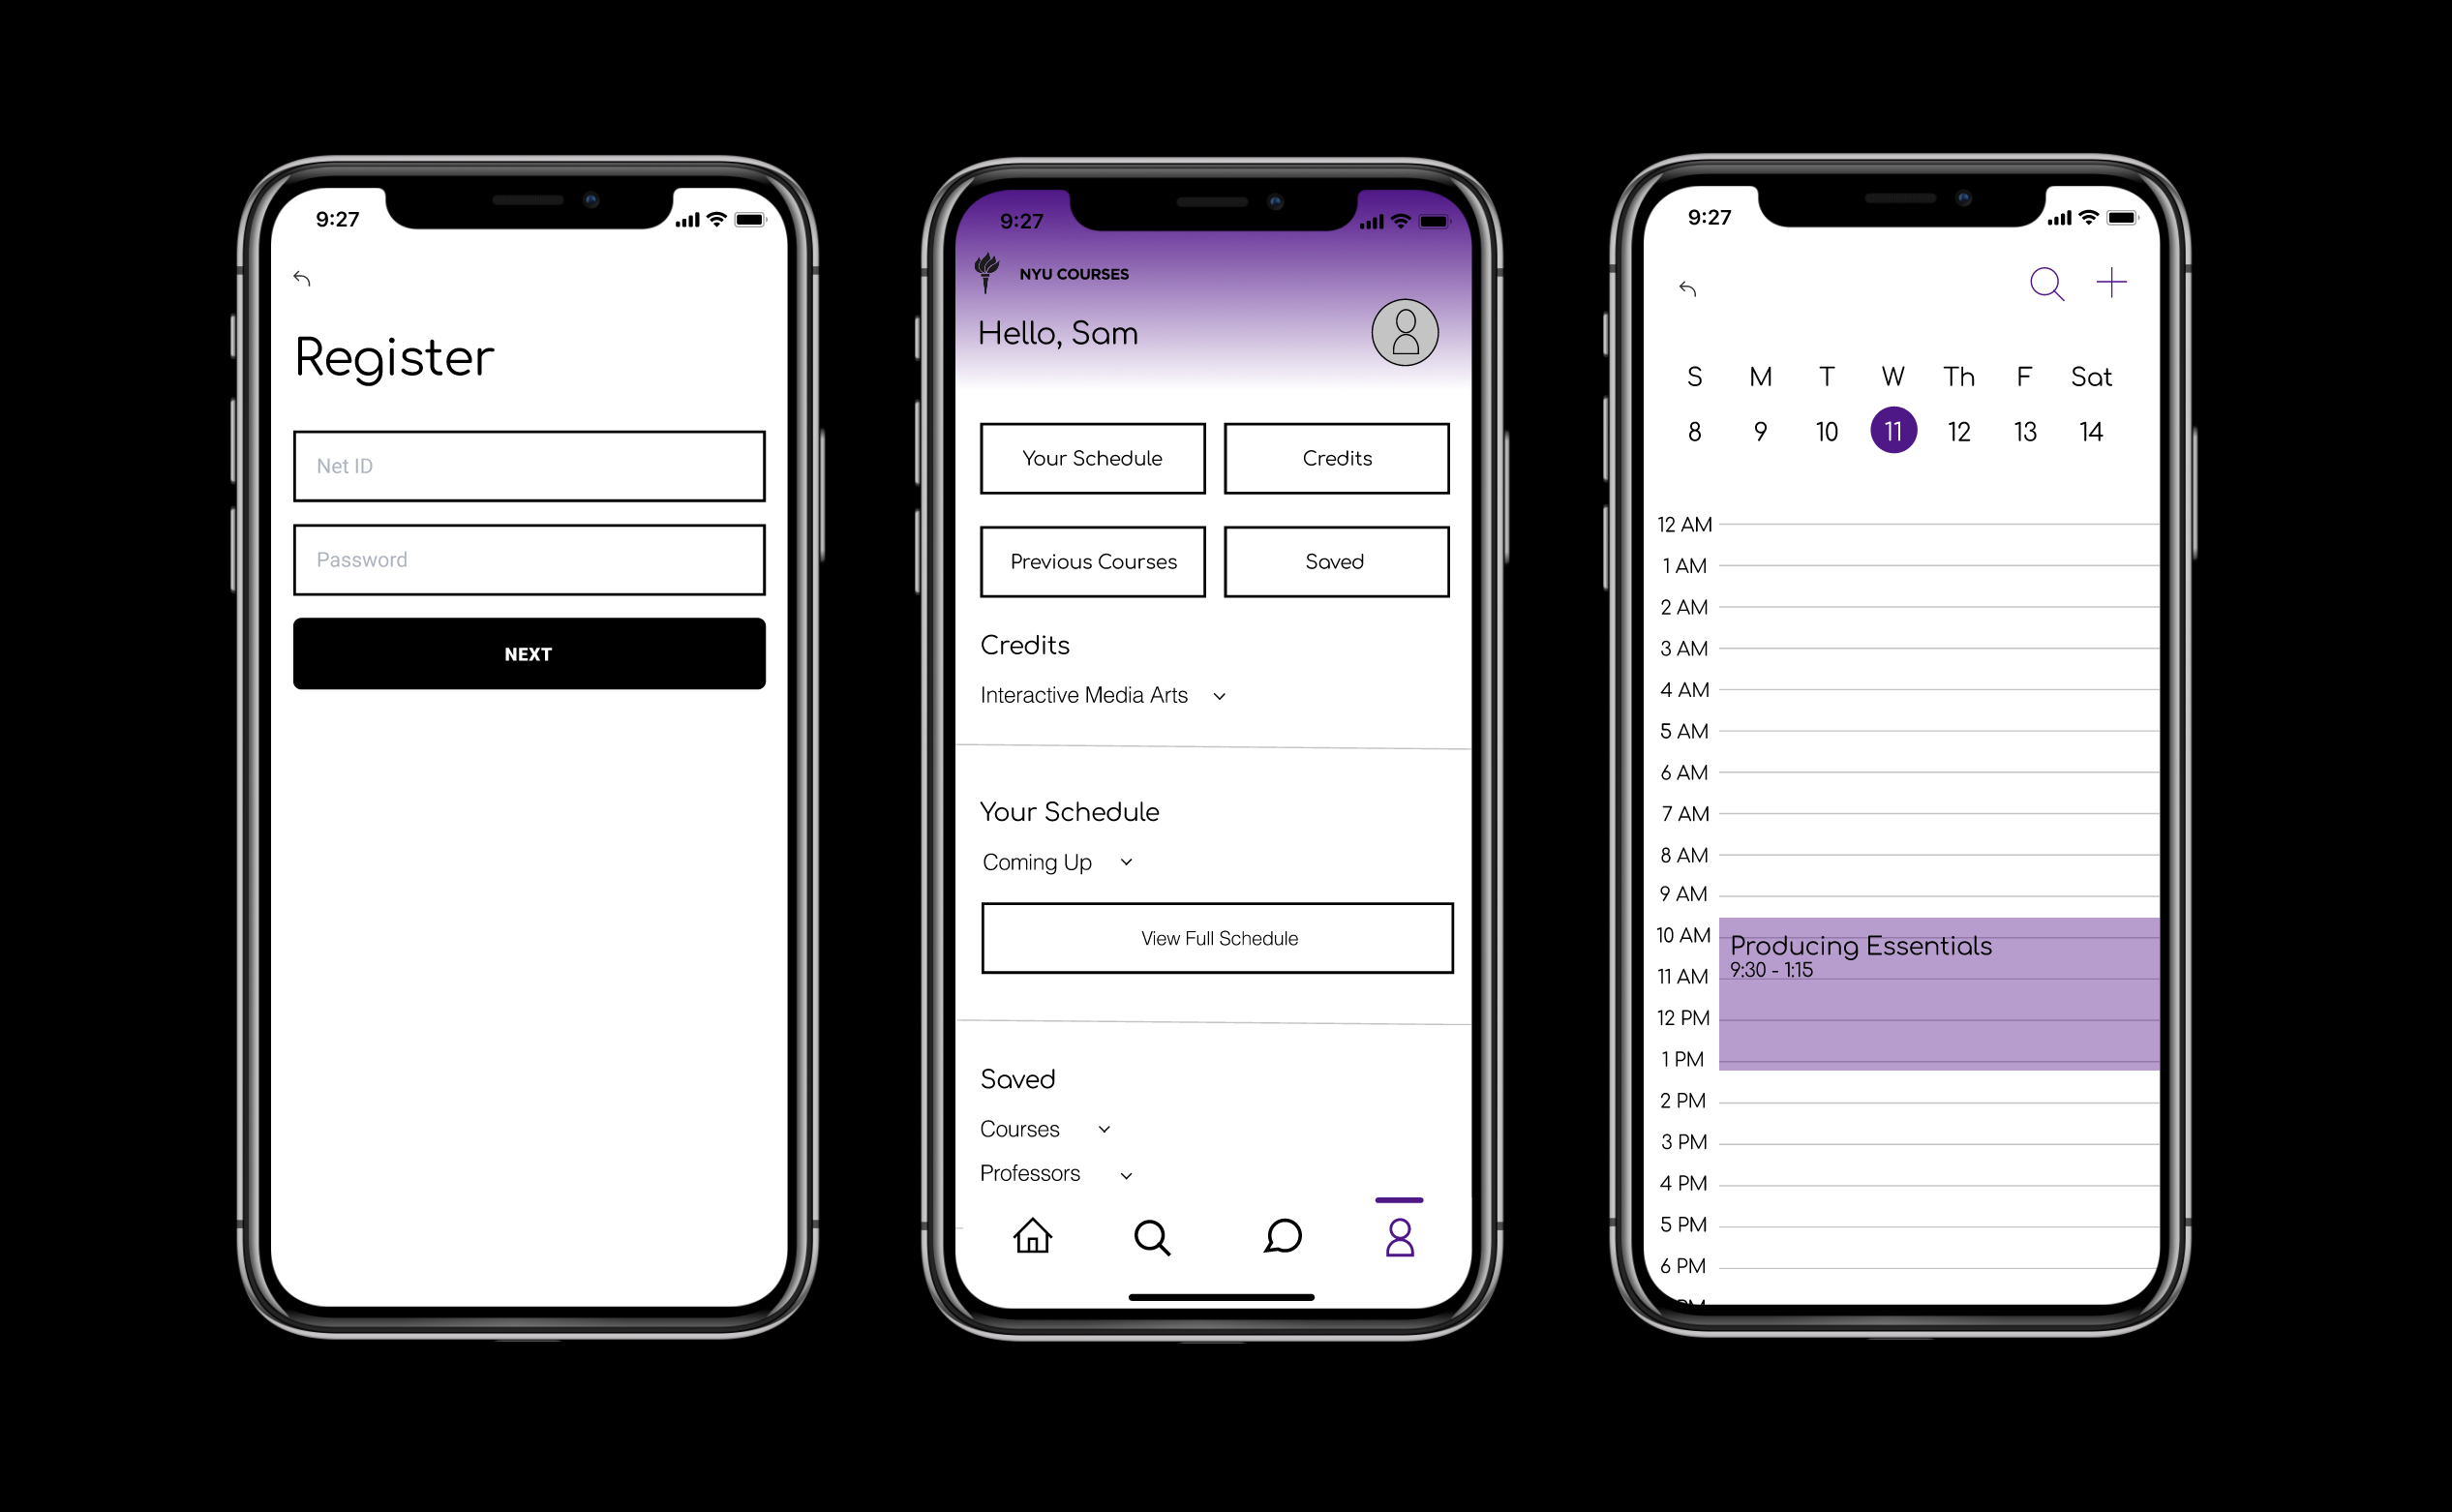 9:27
Register
Net ID
Password
NEXT
9:27
NYU COURSES
Hello, Sam
Your Schedule
Credits
Previous Courses
Saved
Credits
Interactive Media Arts
Your Schedule
Coming Up
View Full Schedule
Saved
Courses
Professors
9:27
S M T W Th F Sat
8 9 10 11 12 13 14
12 AM
1 AM
2 AM
3 AM
4 AM
5 AM
6 AM
7 AM
8 AM
9 AM
10 AM
Producing Essentials
9:30 - 1:15
11 AM
12 PM
1 PM
2 PM
3 PM
4 PM
5 PM
6 PM
PM